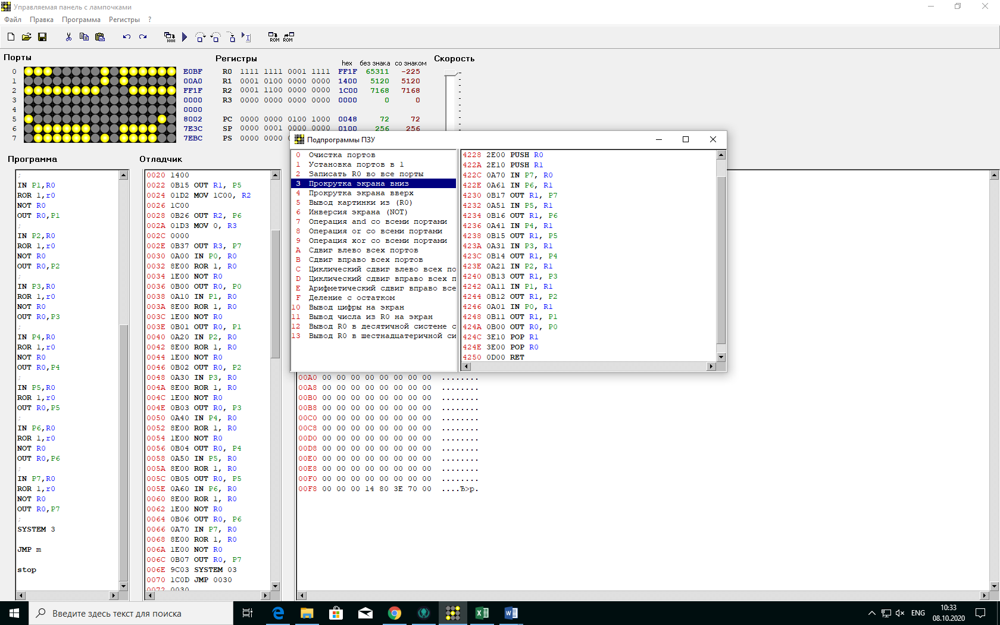 Управляемая панель с лампочками
Файл Правка Программа Регистры ?
Порты
0 E0BF
1 00A0
2 FF1F
3 0000
4 0000
5 8002
6 7E3C
7 7EBC
Регистры hex без знака со знаком
R0 1111 1111 0001 1111 FF1F 65311 -225
R1 0001 0100 0000 0000 1400 5120 5120
R2 0001 1100 0000 0000 1C00 7168 7168
R3 0000 0000 0000 0000 0000 0 0
PC 0000 0000 0100 1000 0048 72 72
SP 0000 0001 0000 0000 0100 256 256
PS 0000 0000
Скорость
Программа
;
IN P1,R0
ROR 1,r0
NOT R0
OUT R0,P1
;
IN P2,R0
ROR 1,r0
NOT R0
OUT R0,P2
;
IN P3,R0
ROR 1,r0
NOT R0
OUT R0,P3
;
IN P4,R0
ROR 1,r0
NOT R0
OUT R0,P4
;
IN P5,R0
ROR 1,r0
OUT R0,P5
;
IN P6,R0
ROR 1,r0
NOT R0
OUT R0,P6
;
IN P7,R0
ROR 1,r0
NOT R0
OUT R0,P7
;
SYSTEM 3
JMP m
stop
Отладчик
0020 1400
0022 0B15 OUT R1, P5
0024 01D2 MOV 1C00, R2
0026 1C00
0028 0B26 OUT R2, P6
002A 01D3 MOV 0, R3
002C 0000
002E 0B37 OUT R3, P7
0030 0A00 IN P0, R0
0032 8E00 ROR 1, R0
0034 1E00 NOT R0
0036 0B00 OUT R0, P0
0038 0A10 IN P1, R0
003A 8E00 ROR 1, R0
003C 1E00 NOT R0
003E 0B01 OUT R0, P1
0040 0A20 IN P2, R0
0042 8E00 ROR 1, R0
0044 1E00 NOT R0
0046 0B02 OUT R0, P2
0048 0A30 IN P3, R0
004A 8E00 ROR 1, R0
004C 1E00 NOT R0
004E 0B03 OUT R0, P3
0050 0A40 IN P4, R0
0052 8E00 ROR 1, R0
0054 1E00 NOT R0
0056 0B04 OUT R0, P4
0058 0A50 IN P5, R0
005A 8E00 ROR 1, R0
005C 0B05 OUT R0, P5
005E 0A60 IN P6, R0
0060 8E00 ROR 1, R0
0062 1E00 NOT R0
0064 0B06 OUT R0, P6
0066 0A70 IN P7, R0
0068 8E00 ROR 1, R0
006A 1E00 NOT R0
006C 0B07 OUT R0, P7
006E 9C03 SYSTEM 03
0070 1C0D JMP 0030
0072 0030
Подпрограммы ПЗУ
0 Очистка портов
1 Установка портов в 1
2 Записать R0 во все порты
3 Прокрутка экрана вниз
4 Прокрутка экрана вверх
5 Вывод картинки из (R0)
6 Инверсия экрана (NOT)
7 Операция and со всеми портами
8 Операция or со всеми портами
9 Операция xor со всеми портами
A Сдвиг влево всех портов
B Сдвиг вправо всех портов
C Циклический сдвиг влево всех по
D Циклический сдвиг вправо всех п
E Арифметический сдвиг вправо все
F Деление с остатком
10 Вывод цифры на экран
11 Вывод числа из R0 на экран
12 Вывод R0 в десятичной системе с
13 Вывод R0 в шестнадцатеричной си
4228 2E00 PUSH R0
422A 2E10 PUSH R1
422C 0A70 IN P7, R0
422E 0A61 IN P6, R1
4230 0B17 OUT R1, P7
4232 0A51 IN P5, R1
4234 0B16 OUT R1, P6
4236 0A41 IN P4, R1
4238 0B15 OUT R1, P5
423A 0A31 IN P3, R1
423C 0B14 OUT R1, P4
423E 0A21 IN P2, R1
4240 0B13 OUT R1, P3
4242 0A11 IN P1, R1
4244 0B12 OUT R1, P2
4246 0A01 IN P0, R1
4248 0B11 OUT R1, P1
424A 0B00 OUT R0, P0
424C 3E10 POP R1
424E 3E00 POP R0
4250 0D00 RET
00A0 00 00 00 00 00 00 00 00 ........
00A8 00 00 00 00 00 00 00 00 ........
00B0 00 00 00 00 00 00 00 00 ........
00B8 00 00 00 00 00 00 00 00 ........
00C0 00 00 00 00 00 00 00 00 ........
00C8 00 00 00 00 00 00 00 00 ........
00D0 00 00 00 00 00 00 00 00 ........
00D8 00 00 00 00 00 00 00 00 ........
00E0 00 00 00 00 00 00 00 00 ........
00E8 00 00 00 00 00 00 00 00 ........
00F0 00 00 00 00 00 00 00 00 ........
00F8 00 00 00 14 80 3E 70 00 ....Ђ>p.
Введите здесь текст для поиска
ENG
10:33
08.10.2020